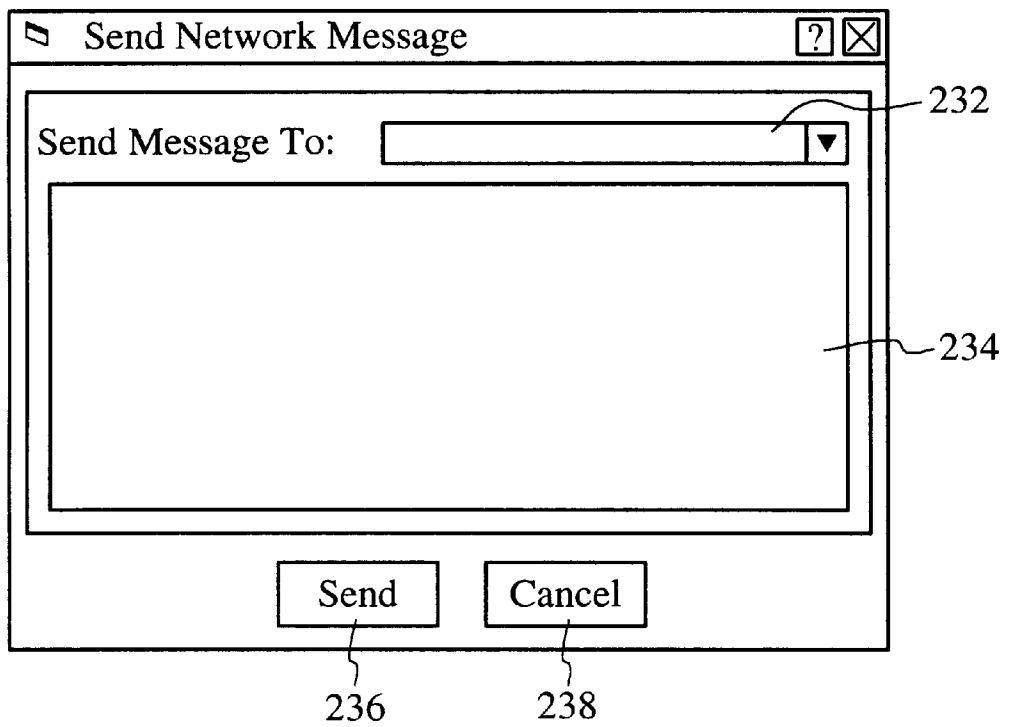 Send Network Message ?
232
Send Message To:
234
Send Cancel
236 238